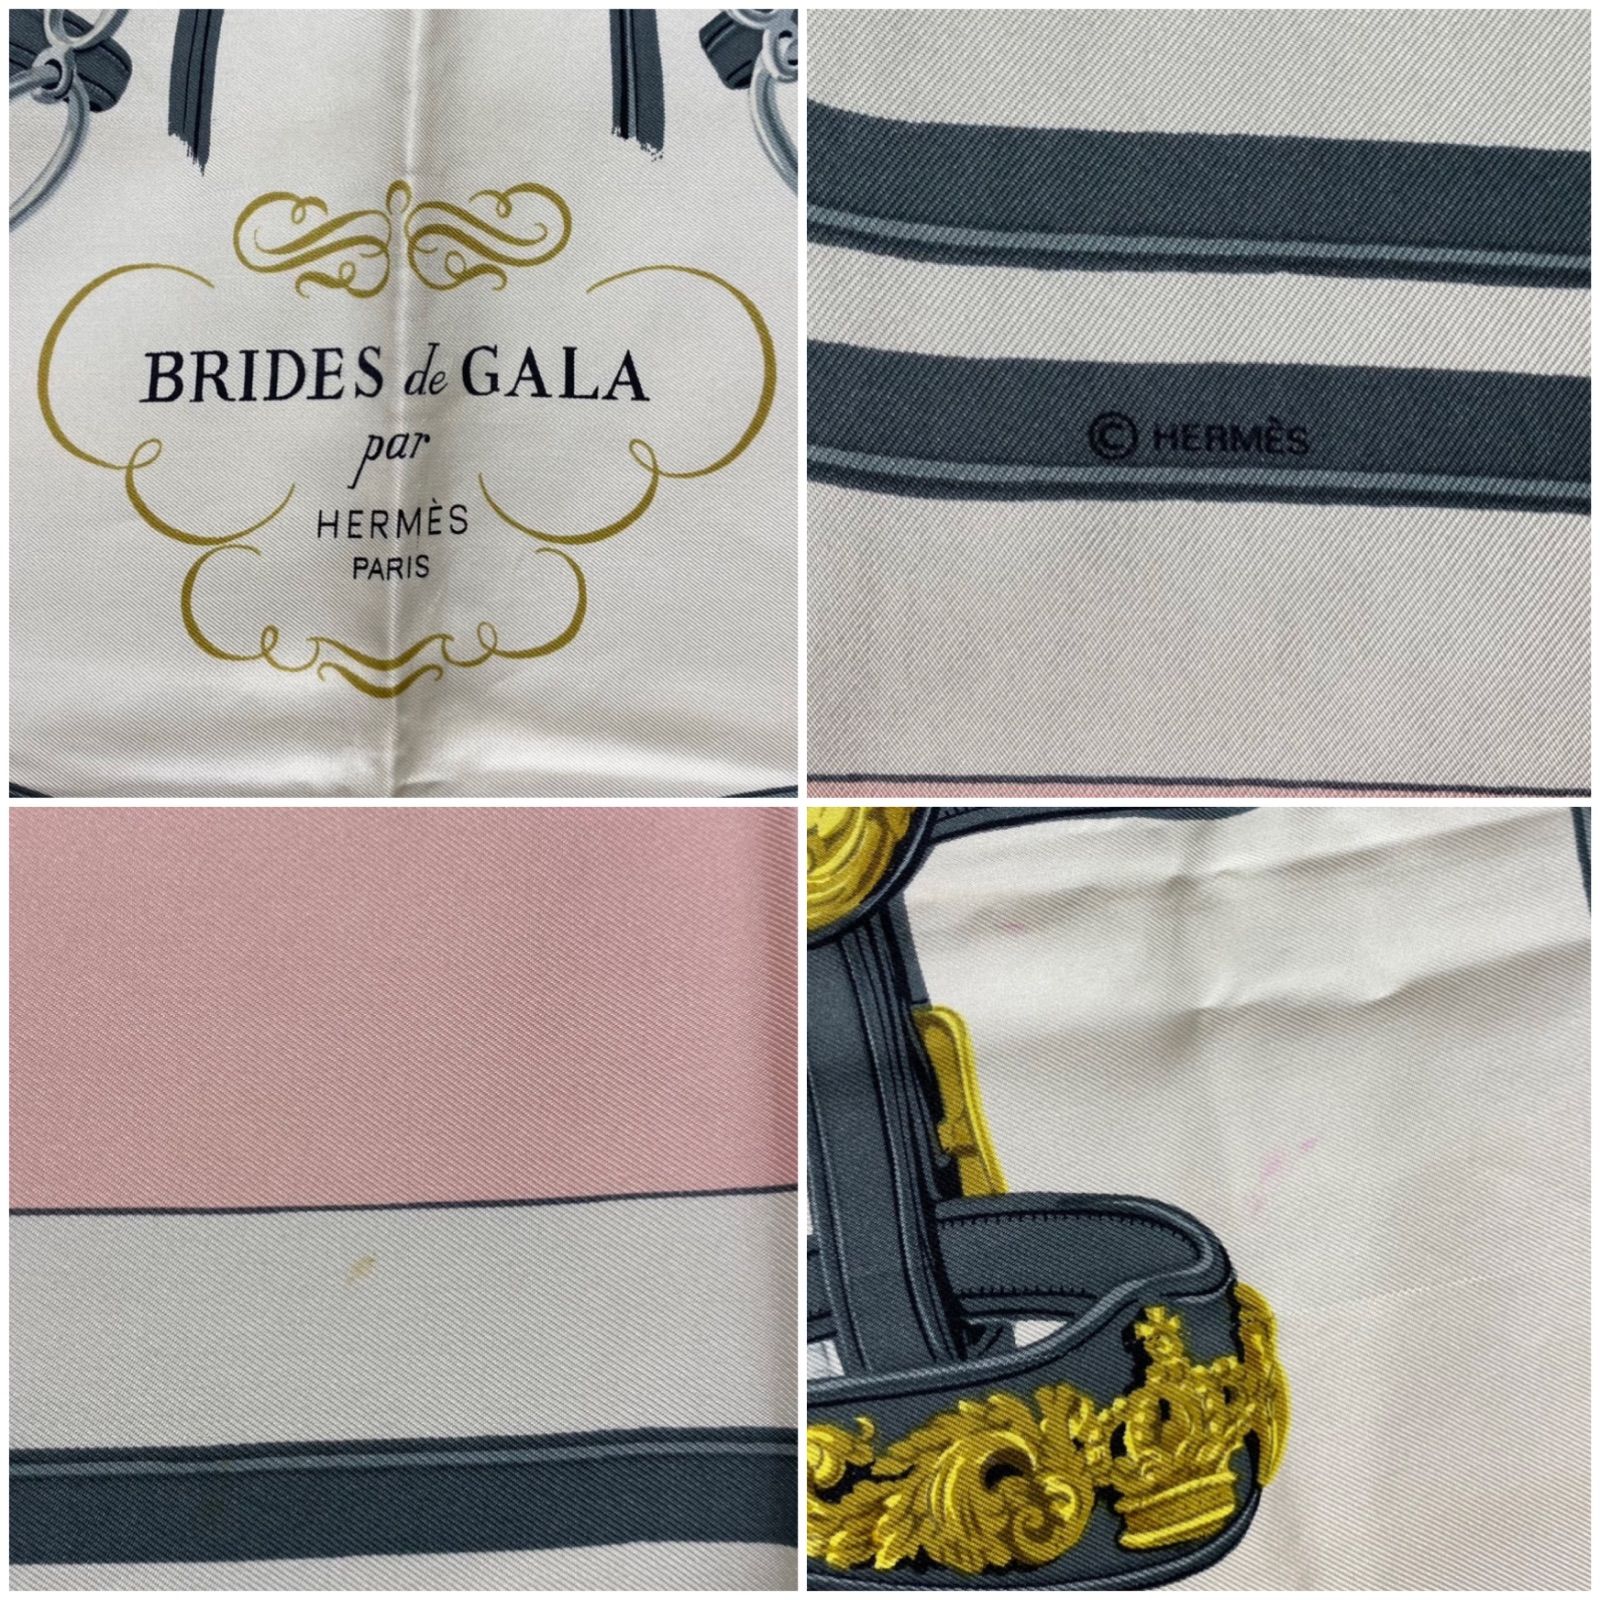 BRIDES de GALA
par
HERMÈS
PARIS
© HERMÈS